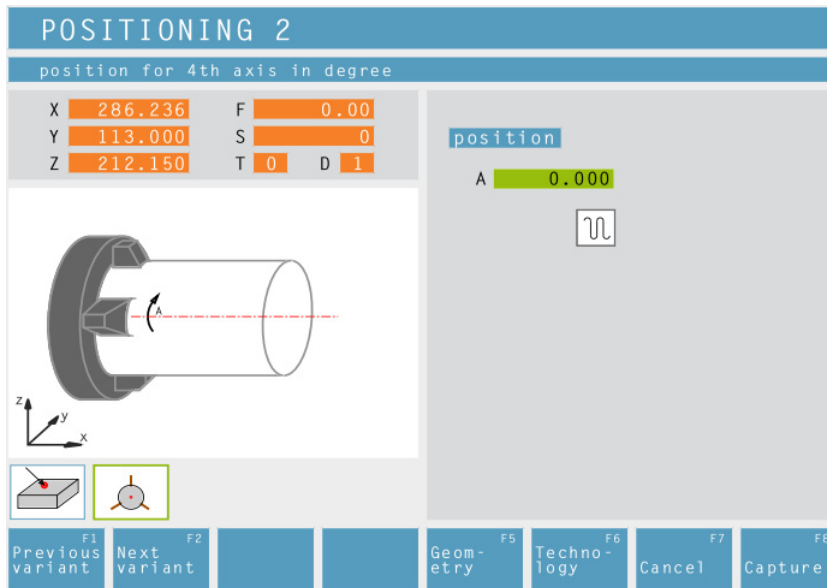 POSITIONING 2
position for 4th axis in degree
X 286.236 F 0.00
Y 113.000 S 0
Z 212.150 T 0 D 1
position
A 0.000
A
z
y
x
F1 F2 F5 F6 F7 F8
Previous Next Geom- Techno-
variant variant etry logy Cancel Capture